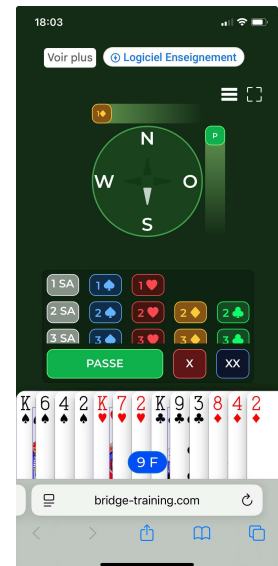 18:03
Voir plus
Logiciel Enseignement
1♦
N
P
W
O
S
1 SA 1♠ 1♥
2 SA 2♠ 2♥ 2♦ 2♣
3 SA 3♠ 3♥ 3♦ 3♣
PASSE X XX
K 6 4 2 K 7 2 K 9 3 8 4 2
♠ ♠ ♠ ♠ ♥ ♥ ♥ ♣ ♣ ♣ ♦ ♦ ♦
9 F
bridge-training.com